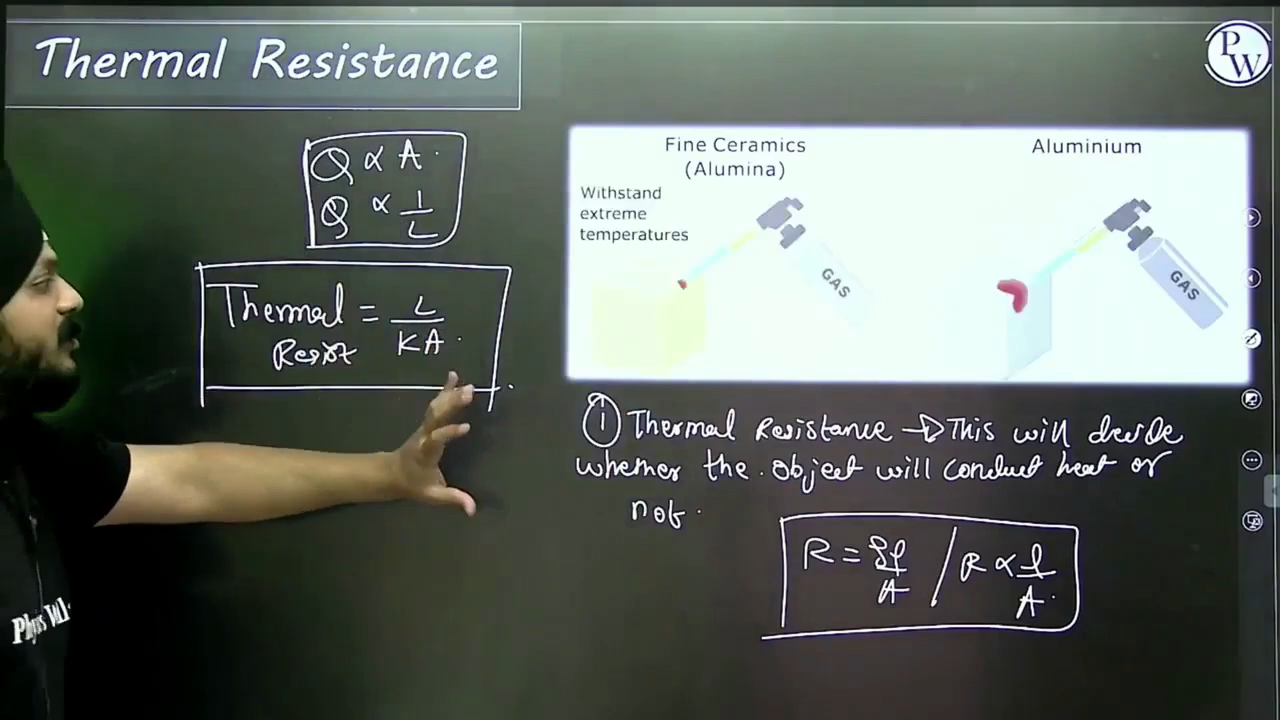 Thermal Resistance
PW
Q ∝ A
Q ∝ 1/L
Thermal Resist = L/KA
Fine Ceramics
(Alumina)
Withstand
extreme
temperatures
GAS
Aluminium
GAS
① Thermal Resistance → This will decide
whether the object will conduct heat or
not.
R = ρl/A / R ∝ l/A